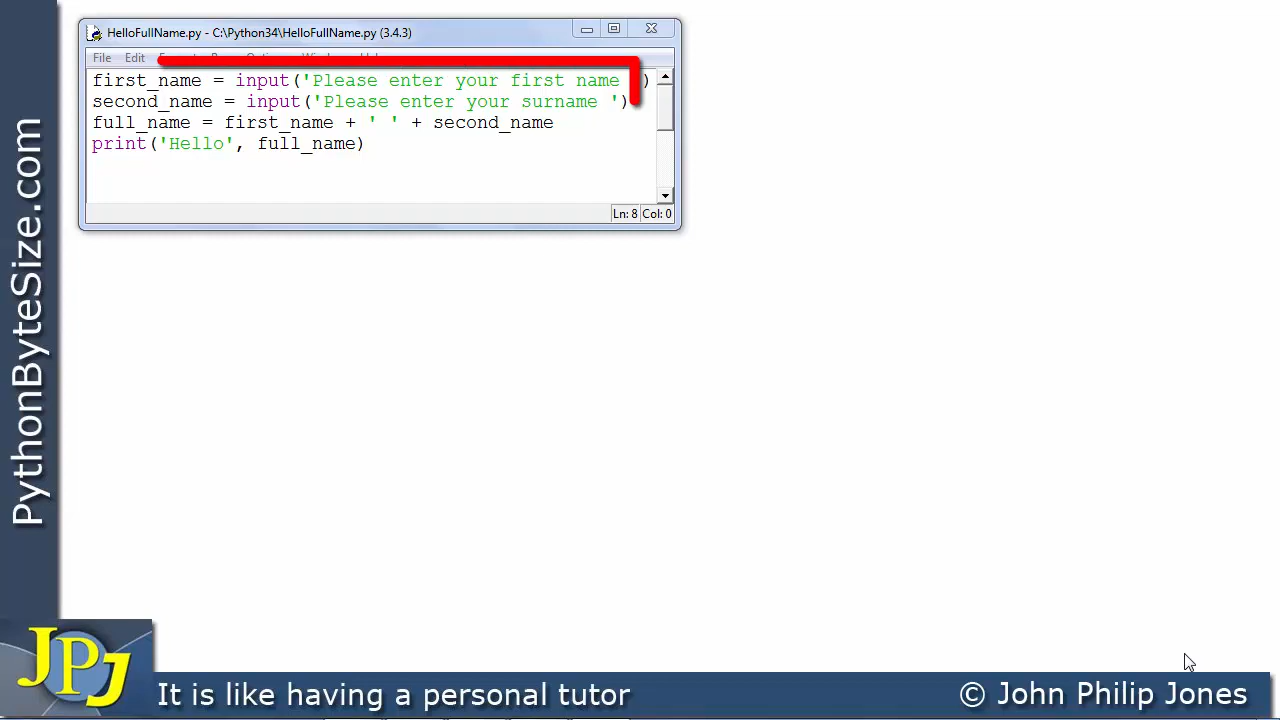 HelloFullName.py - C:\Python34\HelloFullName.py (3.4.3)
File Edit
first_name = input('Please enter your first name )
second_name = input('Please enter your surname ')
full_name = first_name + ' ' + second_name
print('Hello', full_name)
Ln: 8 Col: 0
PythonByteSize.com
JPJ
It is like having a personal tutor
© John Philip Jones